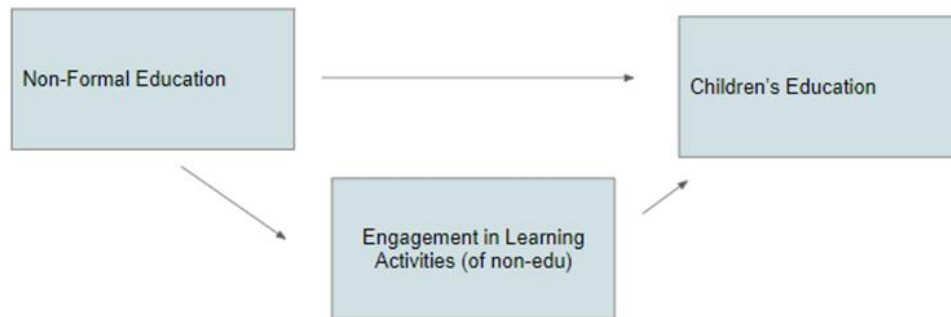 Non-Formal Education
Children's Education
Engagement in Learning
Activities (of non-edu)